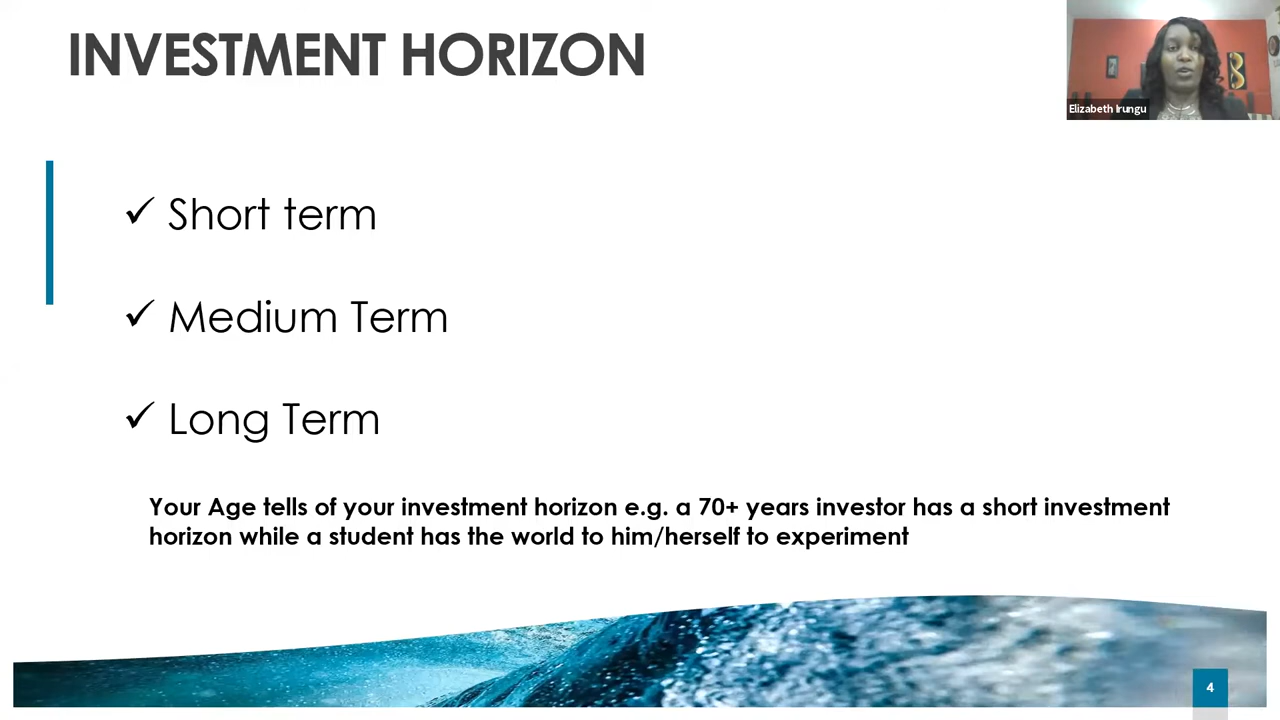 INVESTMENT HORIZON
Elizabeth Irungu
✓ Short term
✓ Medium Term
✓ Long Term
Your Age tells of your investment horizon e.g. a 70+ years investor has a short investment
horizon while a student has the world to him/herself to experiment
4